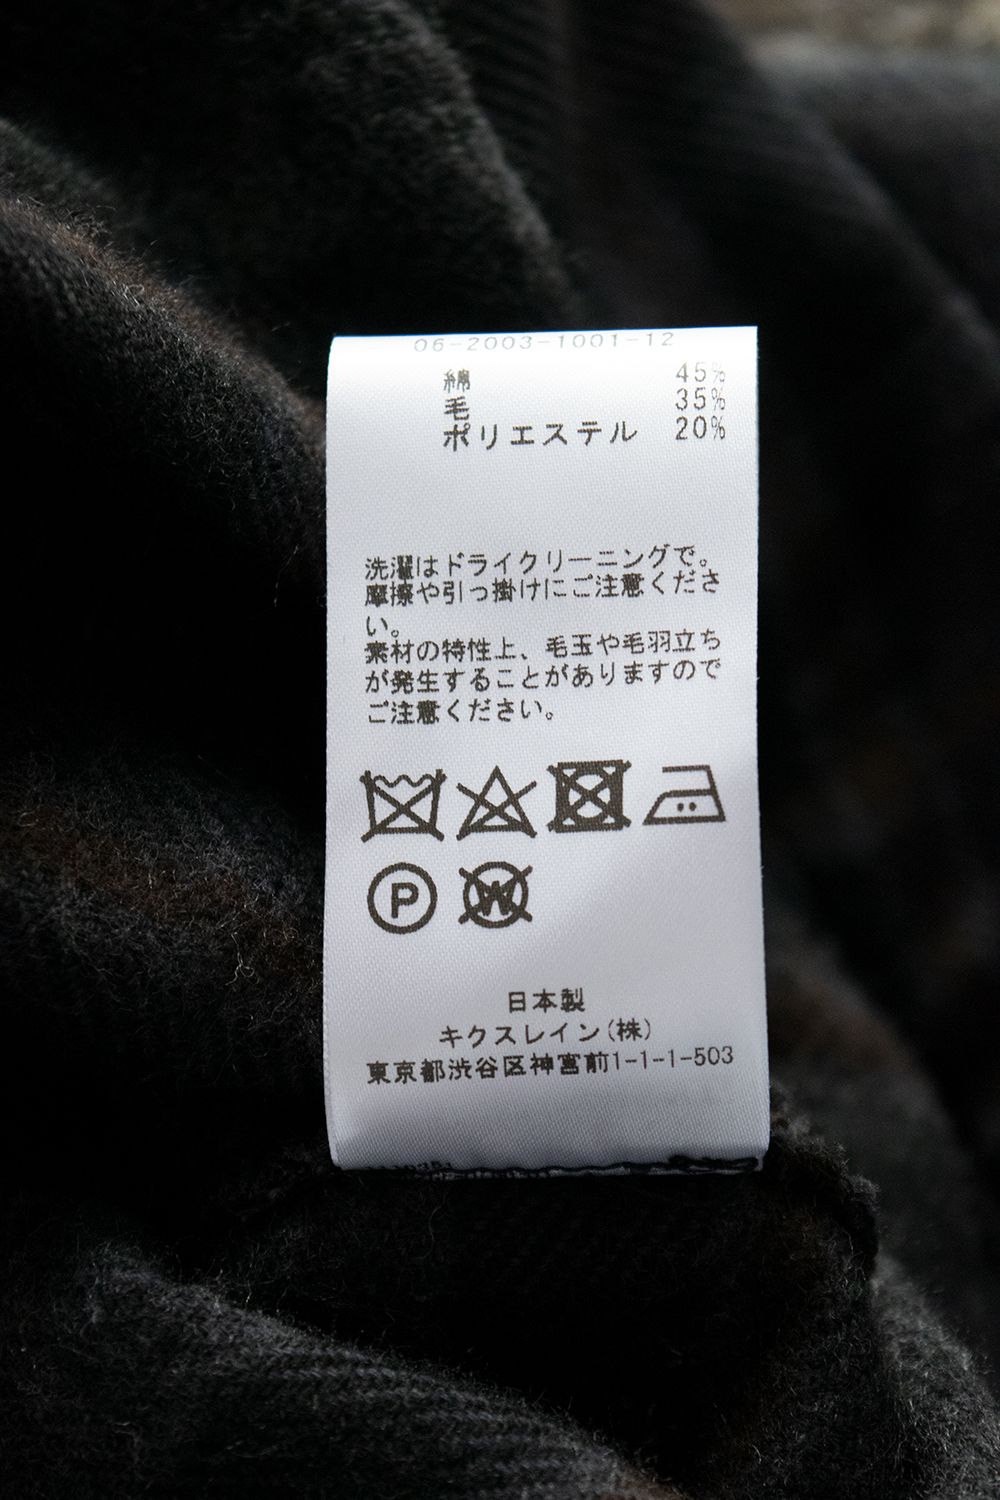 06-2003-1001-12
綿 45%
毛 35%
ポリエステル 20%
洗濯はドライクリーニングで。
摩擦や引っ掛けにご注意くださ
い。
素材の特性上、毛玉や毛羽立ち
が発生することがありますので
ご注意ください。
P W
日本製
キクスレイン(株)
東京都渋谷区神宮前1-1-1-503